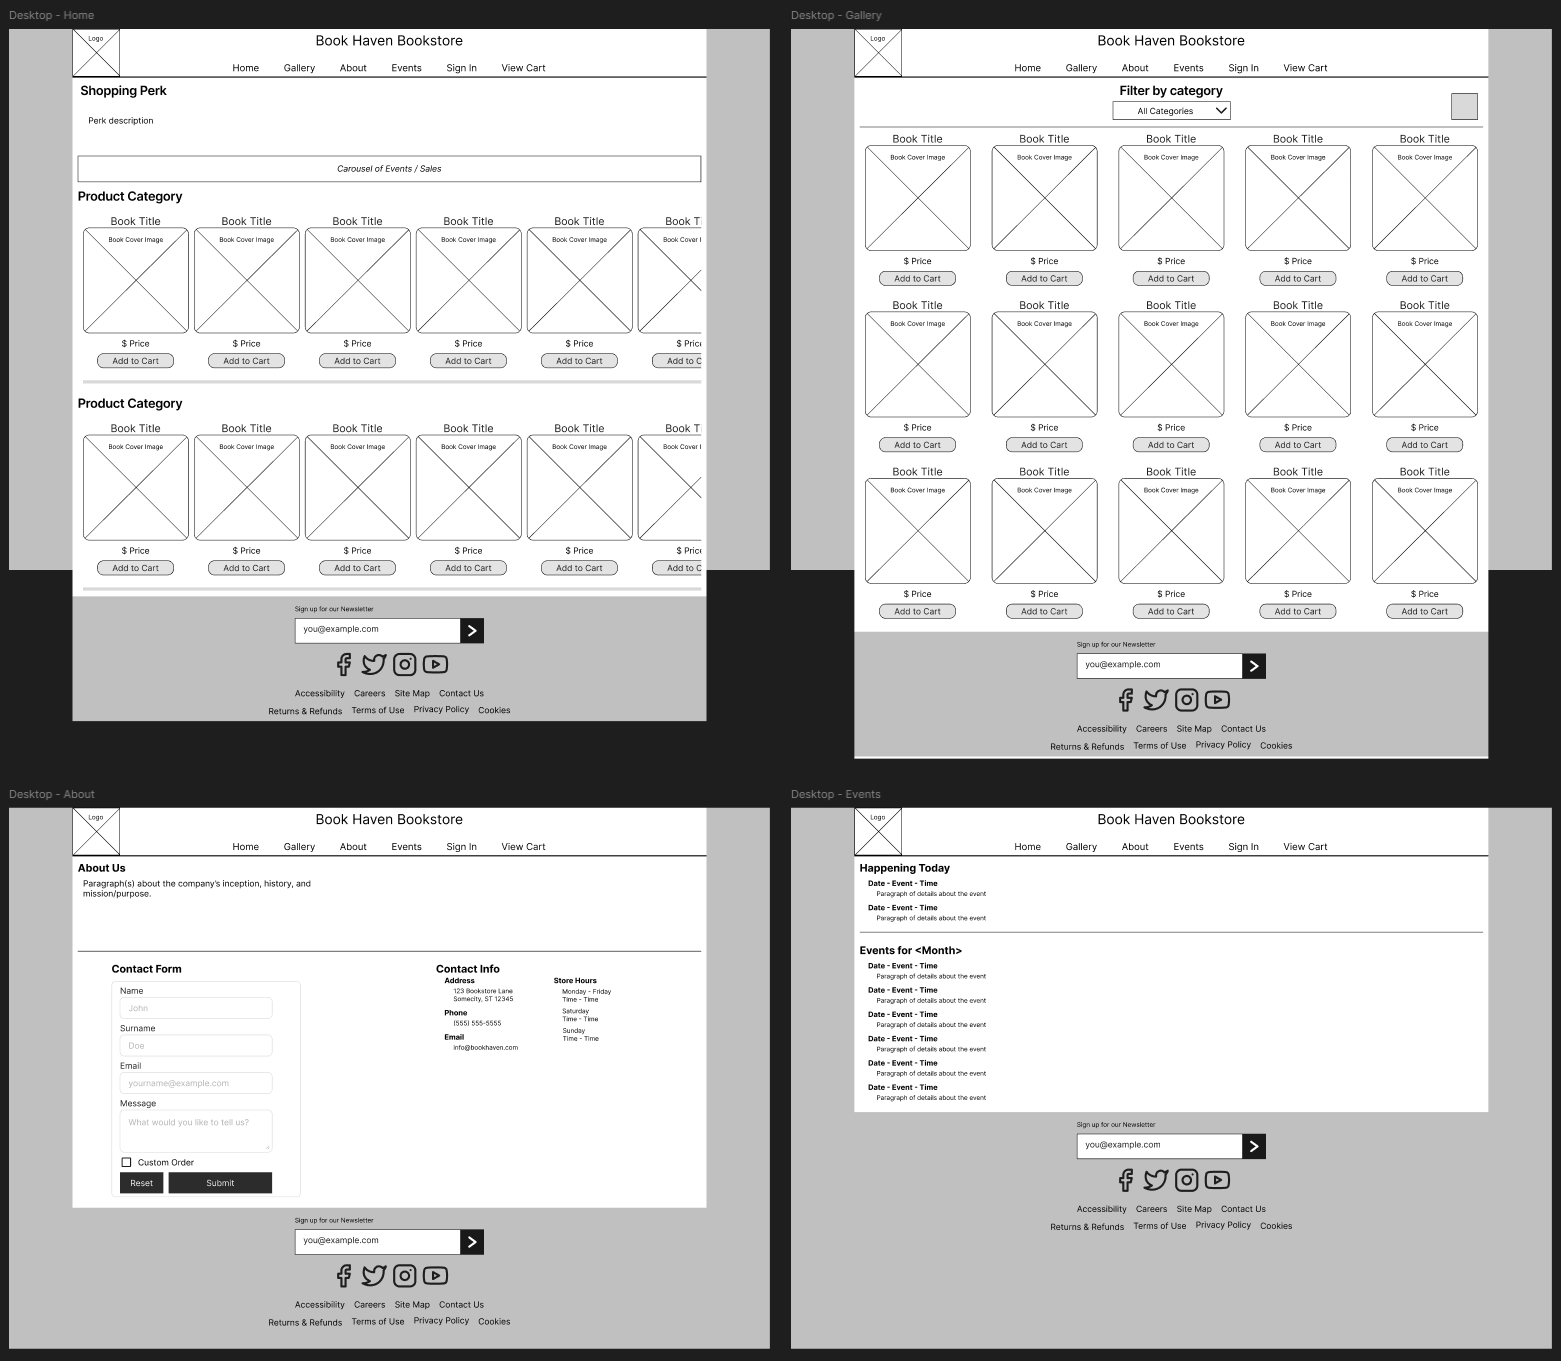 Desktop - Home
Logo
Book Haven Bookstore
Home Gallery About Events Sign In View Cart
Shopping Perk
Perk description
Carousel of Events / Sales
Product Category
Book Title Book Title Book Title Book Title Book Title Book Ti
Book Cover Image Book Cover Image Book Cover Image Book Cover Image Book Cover Image Book Cover I
$ Price $ Price $ Price $ Price $ Price $ Pric
Add to Cart Add to Cart Add to Cart Add to Cart Add to Cart Add to C
Product Category
Book Title Book Title Book Title Book Title Book Title Book Ti
Book Cover Image Book Cover Image Book Cover Image Book Cover Image Book Cover Image Book Cover I
$ Price $ Price $ Price $ Price $ Price $ Pric
Add to Cart Add to Cart Add to Cart Add to Cart Add to Cart Add to C
Sign up for our Newsletter
you@example.com
Accessibility Careers Site Map Contact Us
Returns & Refunds Terms of Use Privacy Policy Cookies
Desktop - Gallery
Logo
Book Haven Bookstore
Home Gallery About Events Sign In View Cart
Filter by category
All Categories
Book Title Book Title Book Title Book Title Book Title
Book Cover Image Book Cover Image Book Cover Image Book Cover Image Book Cover Image
$ Price $ Price $ Price $ Price $ Price
Add to Cart Add to Cart Add to Cart Add to Cart Add to Cart
Book Title Book Title Book Title Book Title Book Title
Book Cover Image Book Cover Image Book Cover Image Book Cover Image Book Cover Image
$ Price $ Price $ Price $ Price $ Price
Add to Cart Add to Cart Add to Cart Add to Cart Add to Cart
Book Title Book Title Book Title Book Title Book Title
Book Cover Image Book Cover Image Book Cover Image Book Cover Image Book Cover Image
$ Price $ Price $ Price $ Price $ Price
Add to Cart Add to Cart Add to Cart Add to Cart Add to Cart
Sign up for our Newsletter
you@example.com
Accessibility Careers Site Map Contact Us
Returns & Refunds Terms of Use Privacy Policy Cookies
Desktop - About
Logo
Book Haven Bookstore
Home Gallery About Events Sign In View Cart
About Us
Paragraph(s) about the company's inception, history, and
mission/purpose.
Contact Form
Name
John
Surname
Doe
Email
yourname@example.com
Message
What would you like to tell us?
Custom Order
Reset Submit
Contact Info
Address
123 Bookstore Lane
Somecity, ST 12345
Phone
(555) 555-5555
Email
info@bookhaven.com
Store Hours
Monday - Friday
Time - Time
Saturday
Time - Time
Sunday
Time - Time
Sign up for our Newsletter
you@example.com
Accessibility Careers Site Map Contact Us
Returns & Refunds Terms of Use Privacy Policy Cookies
Desktop - Events
Logo
Book Haven Bookstore
Home Gallery About Events Sign In View Cart
Happening Today
Date - Event - Time
Paragraph of details about the event
Date - Event - Time
Paragraph of details about the event
Events for <Month>
Date - Event - Time
Paragraph of details about the event
Date - Event - Time
Paragraph of details about the event
Date - Event - Time
Paragraph of details about the event
Date - Event - Time
Paragraph of details about the event
Date - Event - Time
Paragraph of details about the event
Date - Event - Time
Paragraph of details about the event
Sign up for our Newsletter
you@example.com
Accessibility Careers Site Map Contact Us
Returns & Refunds Terms of Use Privacy Policy Cookies